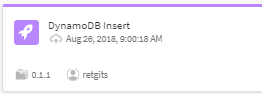 DynamoDB Insert
Aug 26, 2018, 9:00:18 AM
0.1.1 retgits